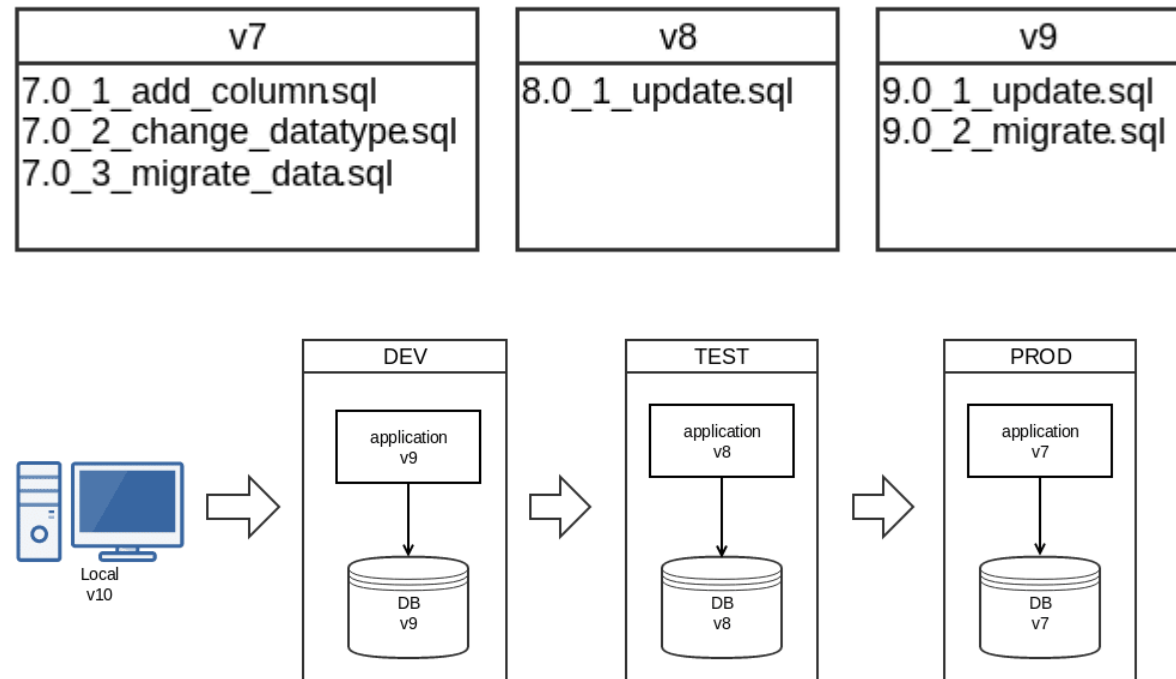 v7
7.0_1_add_column.sql
7.0_2_change_datatype.sql
7.0_3_migrate_data.sql
v8
8.0_1_update.sql
v9
9.0_1_update.sql
9.0_2_migrate.sql
Local
v10
DEV
application
v9
DB
v9
TEST
application
v8
DB
v8
PROD
application
v7
DB
v7